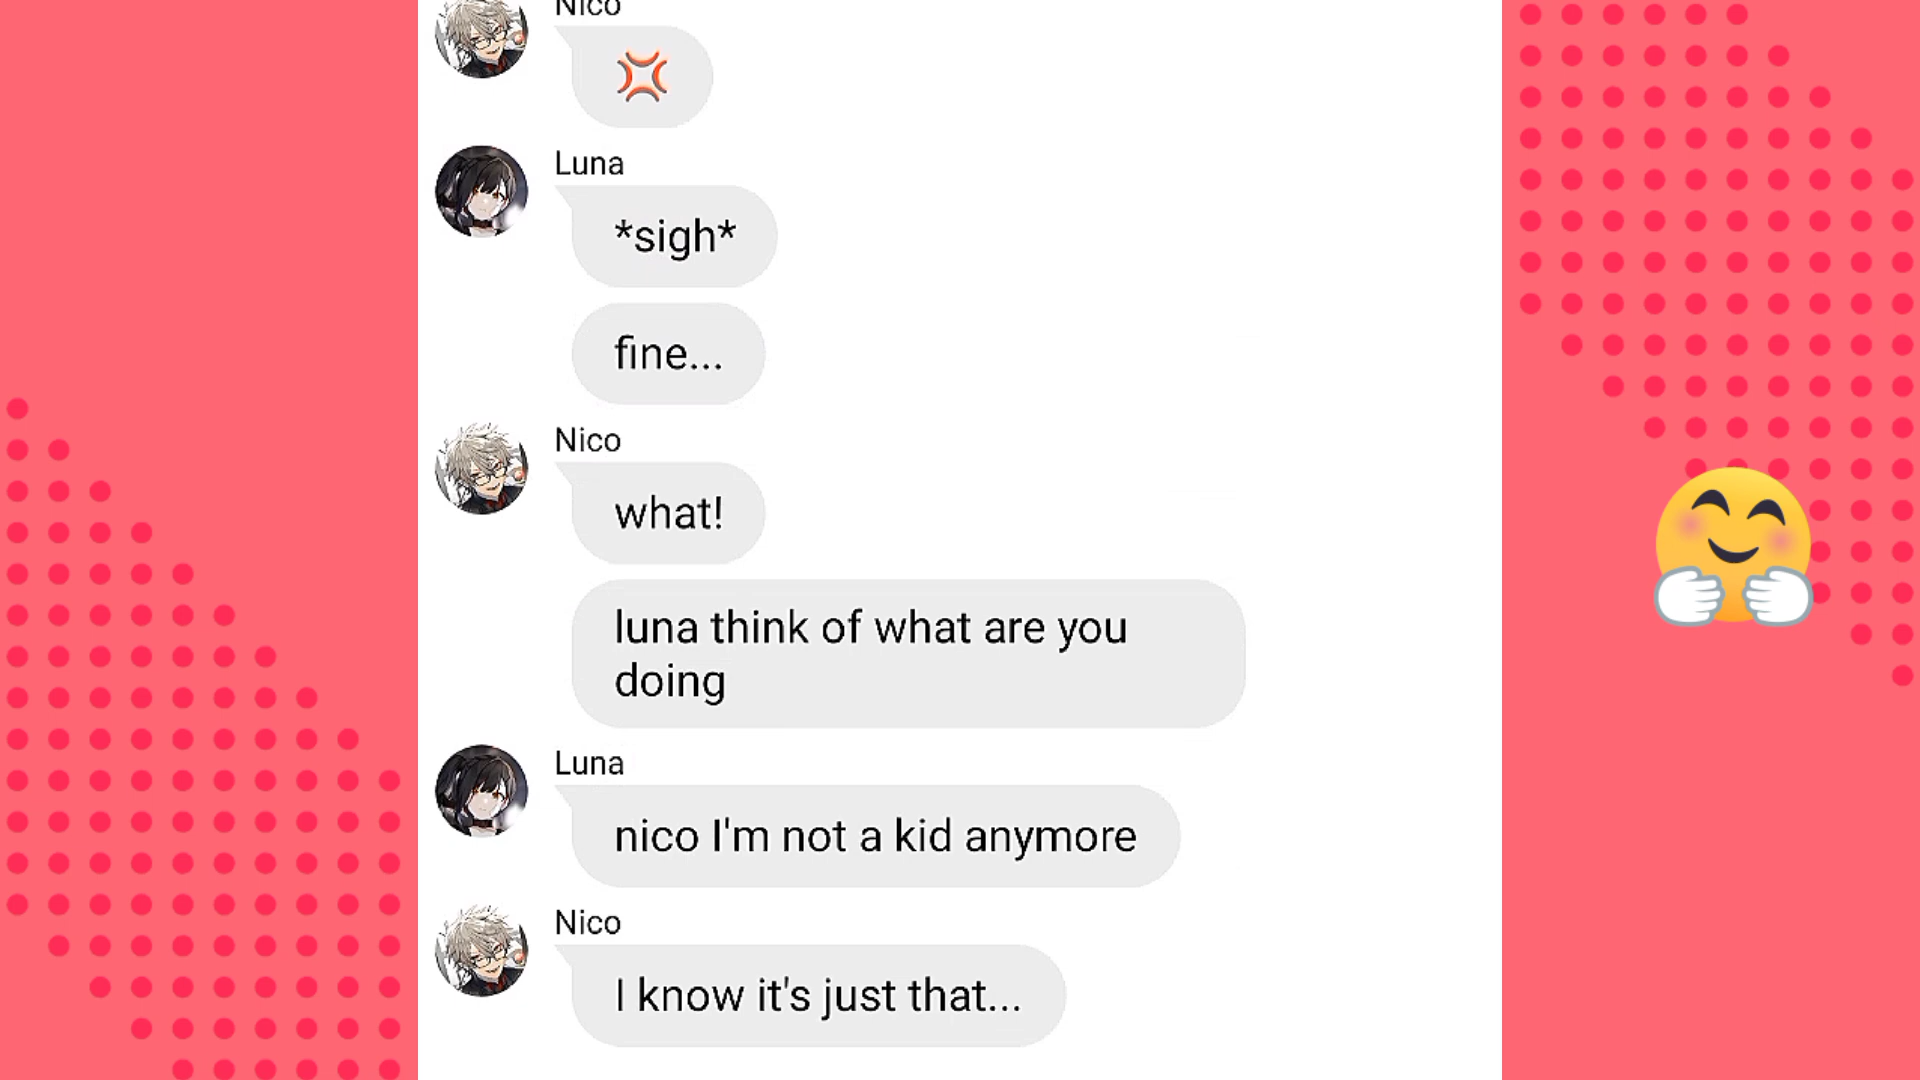 Nico
💢
Luna
*sigh*
fine...
Nico
what!
luna think of what are you
doing
Luna
nico I'm not a kid anymore
Nico
I know it's just that...